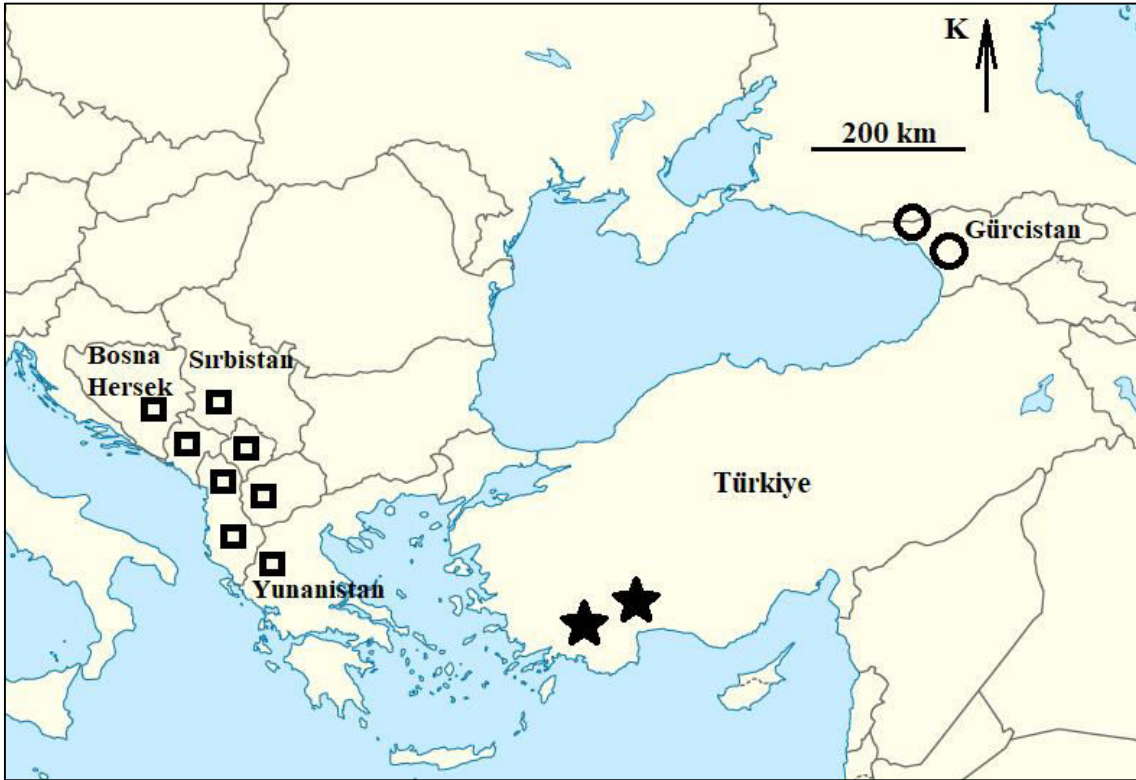 K
200 km
Gürcistan
Bosna
Hersek
Sırbistan
Türkiye
Yunanistan